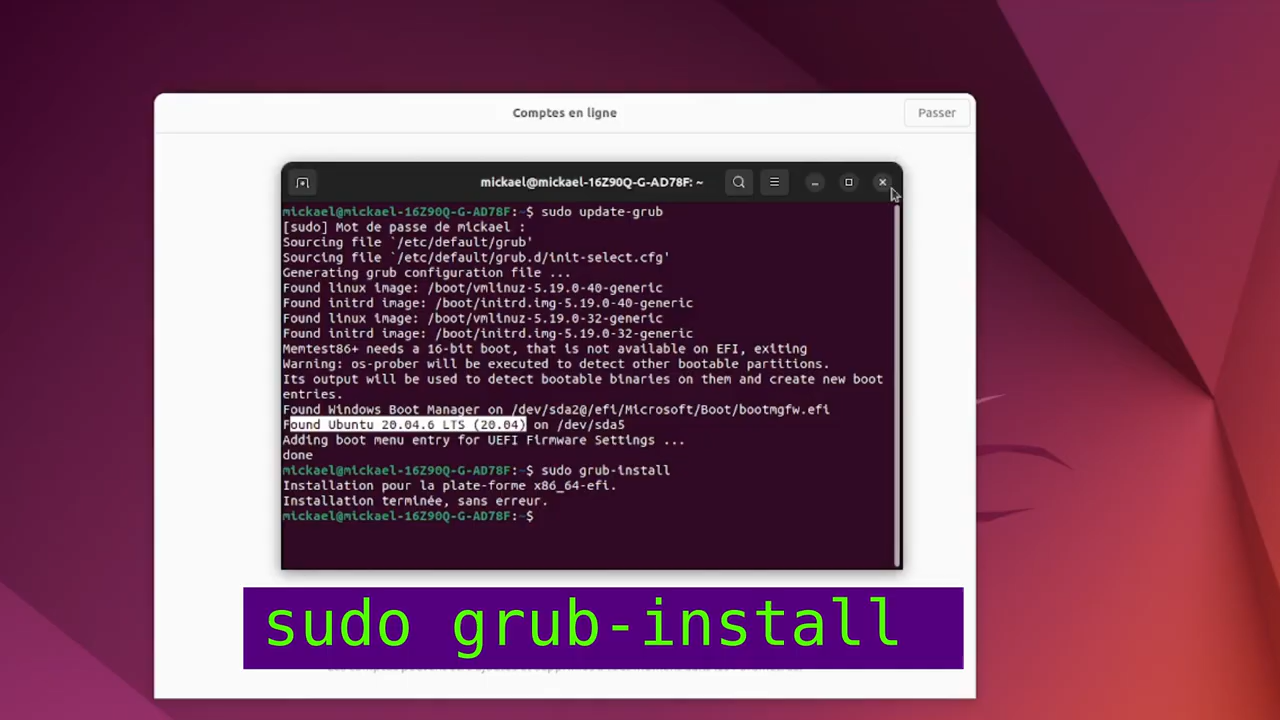 Comptes en ligne
Passer
mickael@mickael-16Z90Q-G-AD78F: ~
mickael@mickael-16Z90Q-G-AD78F:~$ sudo update-grub
[sudo] Mot de passe de mickael :
Sourcing file `/etc/default/grub'
Sourcing file `/etc/default/grub.d/init-select.cfg'
Generating grub configuration file ...
Found linux image: /boot/vmlinuz-5.19.0-40-generic
Found initrd image: /boot/initrd.img-5.19.0-40-generic
Found linux image: /boot/vmlinuz-5.19.0-32-generic
Found initrd image: /boot/initrd.img-5.19.0-32-generic
Memtest86+ needs a 16-bit boot, that is not available on EFI, exiting
Warning: os-prober will be executed to detect other bootable partitions.
Its output will be used to detect bootable binaries on them and create new boot
entries.
Found Windows Boot Manager on /dev/sda2@/efi/Microsoft/Boot/bootmgfw.efi
Found Ubuntu 20.04.6 LTS (20.04) on /dev/sda5
Adding boot menu entry for UEFI Firmware Settings ...
done
mickael@mickael-16Z90Q-G-AD78F:~$ sudo grub-install
Installation pour la plate-forme x86_64-efi.
Installation terminée, sans erreur.
mickael@mickael-16Z90Q-G-AD78F:~$
sudo grub-install